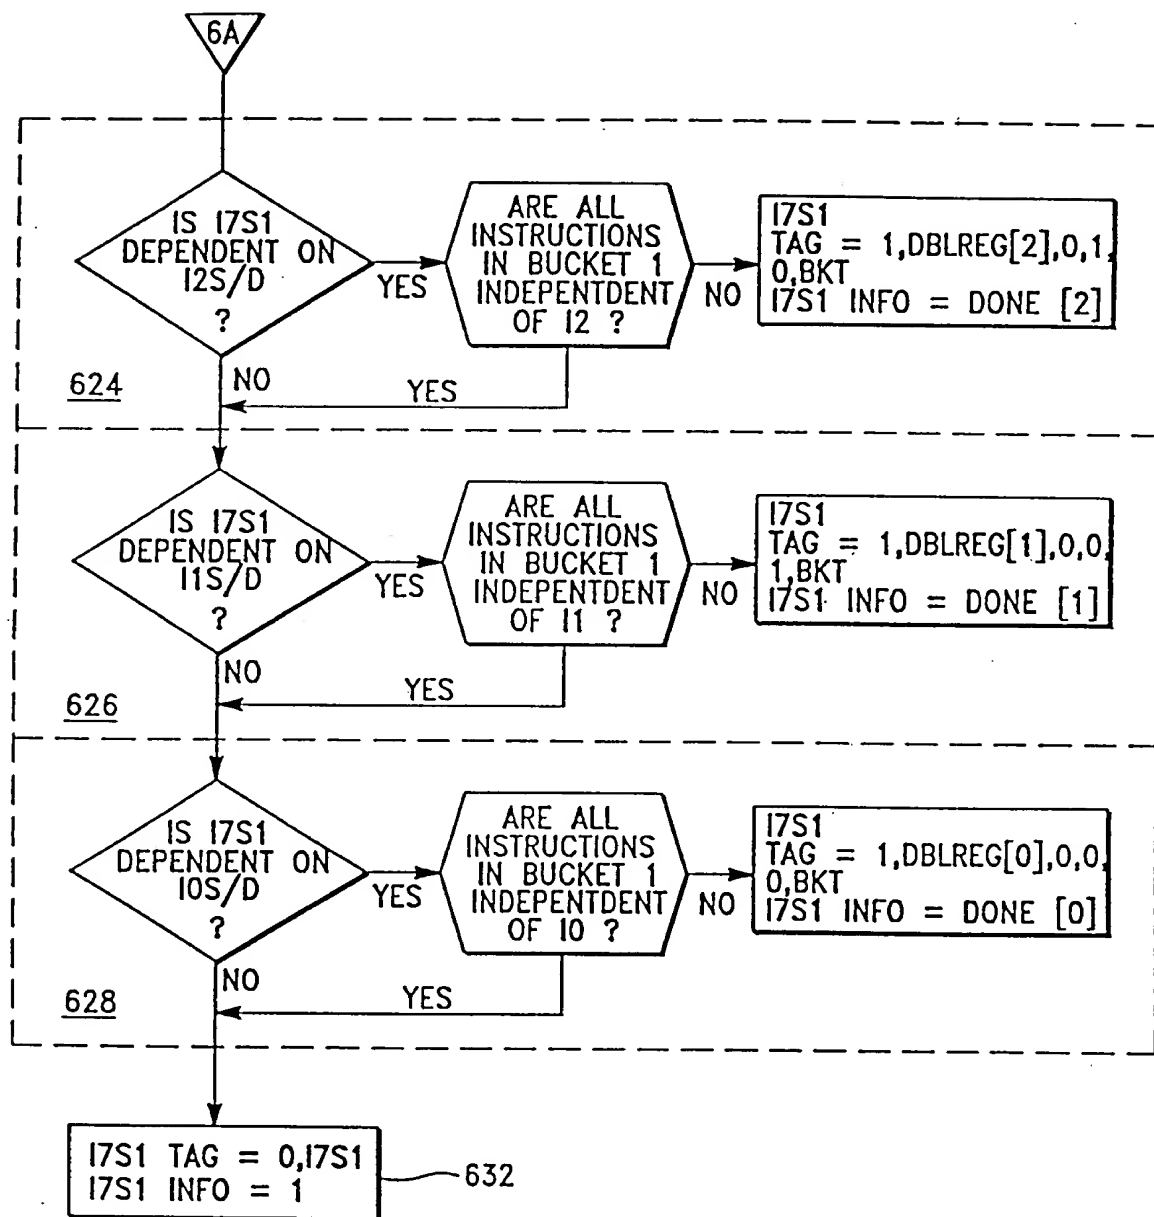 6A
IS I7S1
DEPENDENT ON
I2S/D
?
YES
NO
ARE ALL
INSTRUCTIONS
IN BUCKET 1
INDEPENTDENT
OF I2 ?
NO
YES
I7S1
TAG = 1,DBLREG[2],0,1,
0,BKT
I7S1 INFO = DONE [2]
624
IS I7S1
DEPENDENT ON
I1S/D
?
YES
NO
ARE ALL
INSTRUCTIONS
IN BUCKET 1
INDEPENTDENT
OF I1 ?
NO
YES
I7S1
TAG = 1,DBLREG[1],0,0,
1,BKT
I7S1 INFO = DONE [1]
626
IS I7S1
DEPENDENT ON
I0S/D
?
YES
NO
ARE ALL
INSTRUCTIONS
IN BUCKET 1
INDEPENTDENT
OF I0 ?
NO
YES
I7S1
TAG = 1,DBLREG[0],0,0,
0,BKT
I7S1 INFO = DONE [0]
628
I7S1 TAG = 0,I7S1
I7S1 INFO = 1
632